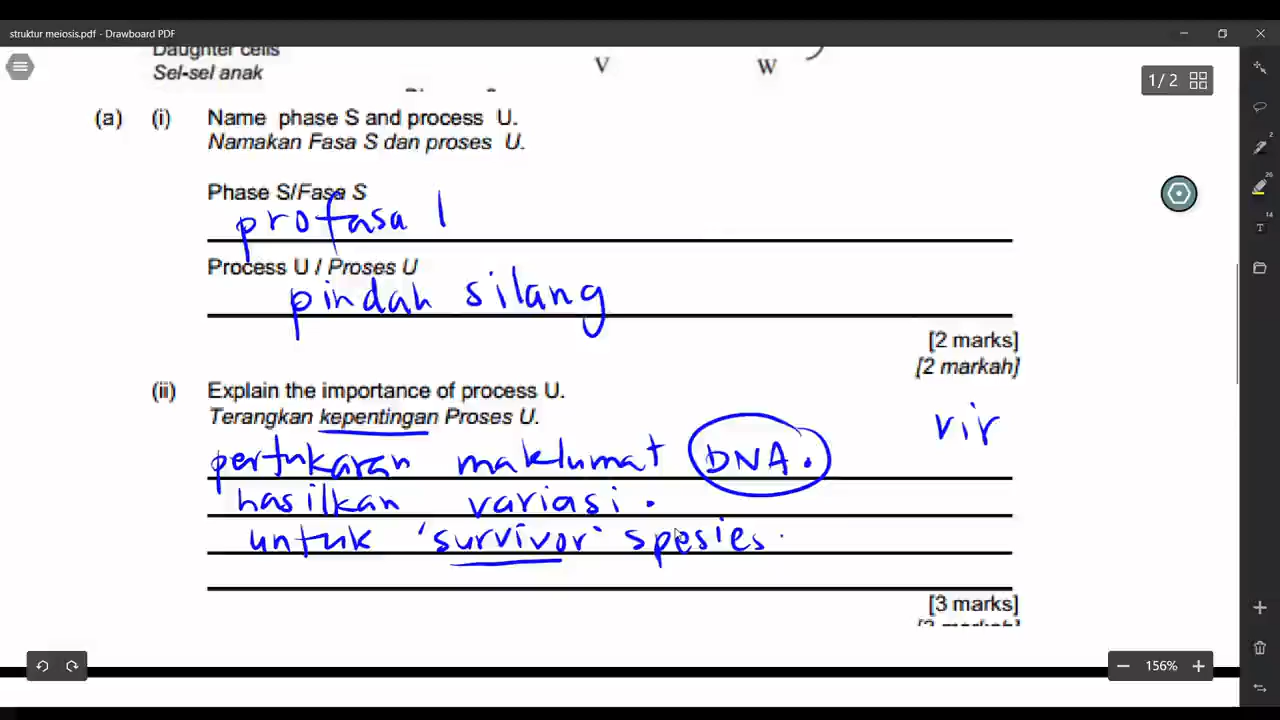 struktur meiosis.pdf - Drawboard PDF
Daughter cells
Sel-sel anak
V W
1 / 2
(a) (i) Name phase S and process U.
Namakan Fasa S dan proses U.
Phase S/Fasa S
profasa 1
Process U / Proses U
pindah silang
[2 marks]
[2 markah]
(ii) Explain the importance of process U.
Terangkan kepentingan Proses U.
vir
pertukaran maklumat DNA.
hasilkan variasi.
untuk 'survivor' spesies.
[3 marks]
156%